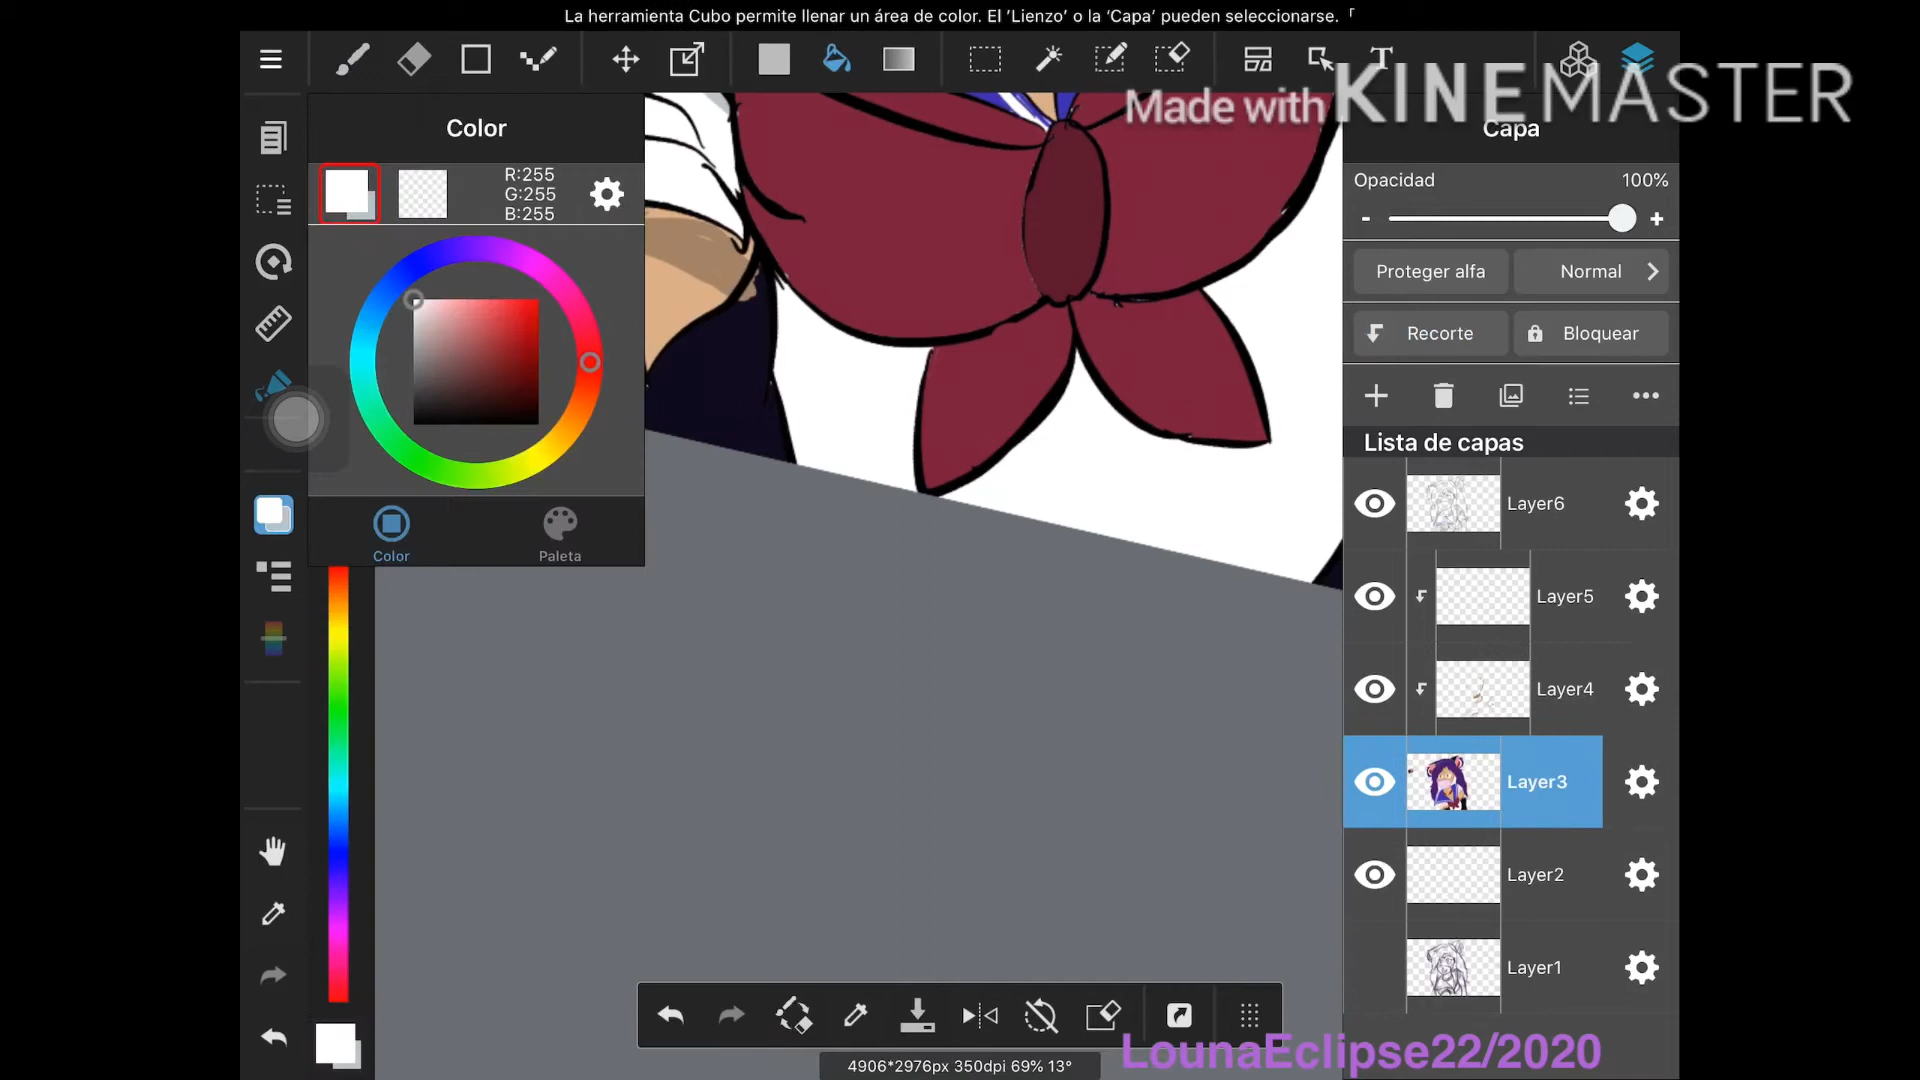 La herramienta Cubo permite llenar un área de color. El 'Lienzo' o la 'Capa' pueden seleccionarse. 「
T
Made with KINEMASTER
Color
Capa
R:255
G:255
B:255
Opacidad
100%
-
+
Proteger alfa
Normal
Recorte
Bloquear
Lista de capas
Layer6
Color
Paleta
Layer5
Layer4
Layer3
Layer2
Layer1
4906*2976px 350dpi 69% 13°
LounaEclipse22/2020